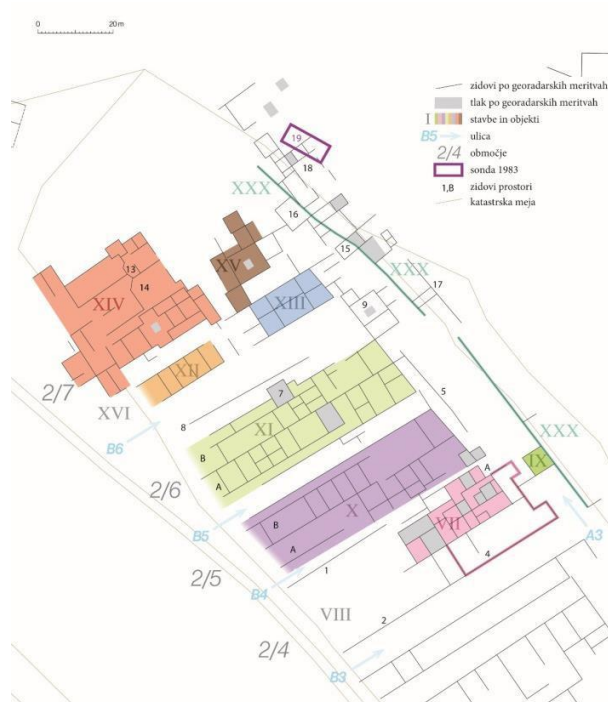 0 20 m
zidovi po georadarskih meritvah
tlak po georadarskih meritvah
I stavbe in objekti
B5 ulica
2/4 območje
sonda 1983
1,B zidovi prostori
katastrska meja
19
18
XXX
16
XV
15
XXX
13
14
XIV
XIII
17
9
XII
2/7
XVI
7
5
8
XI
B6
B
XXX
A
2/6
A
IX
X
VII
B5
B
A3
A
4
2/5
1
B4
VIII
2
2/4
B3